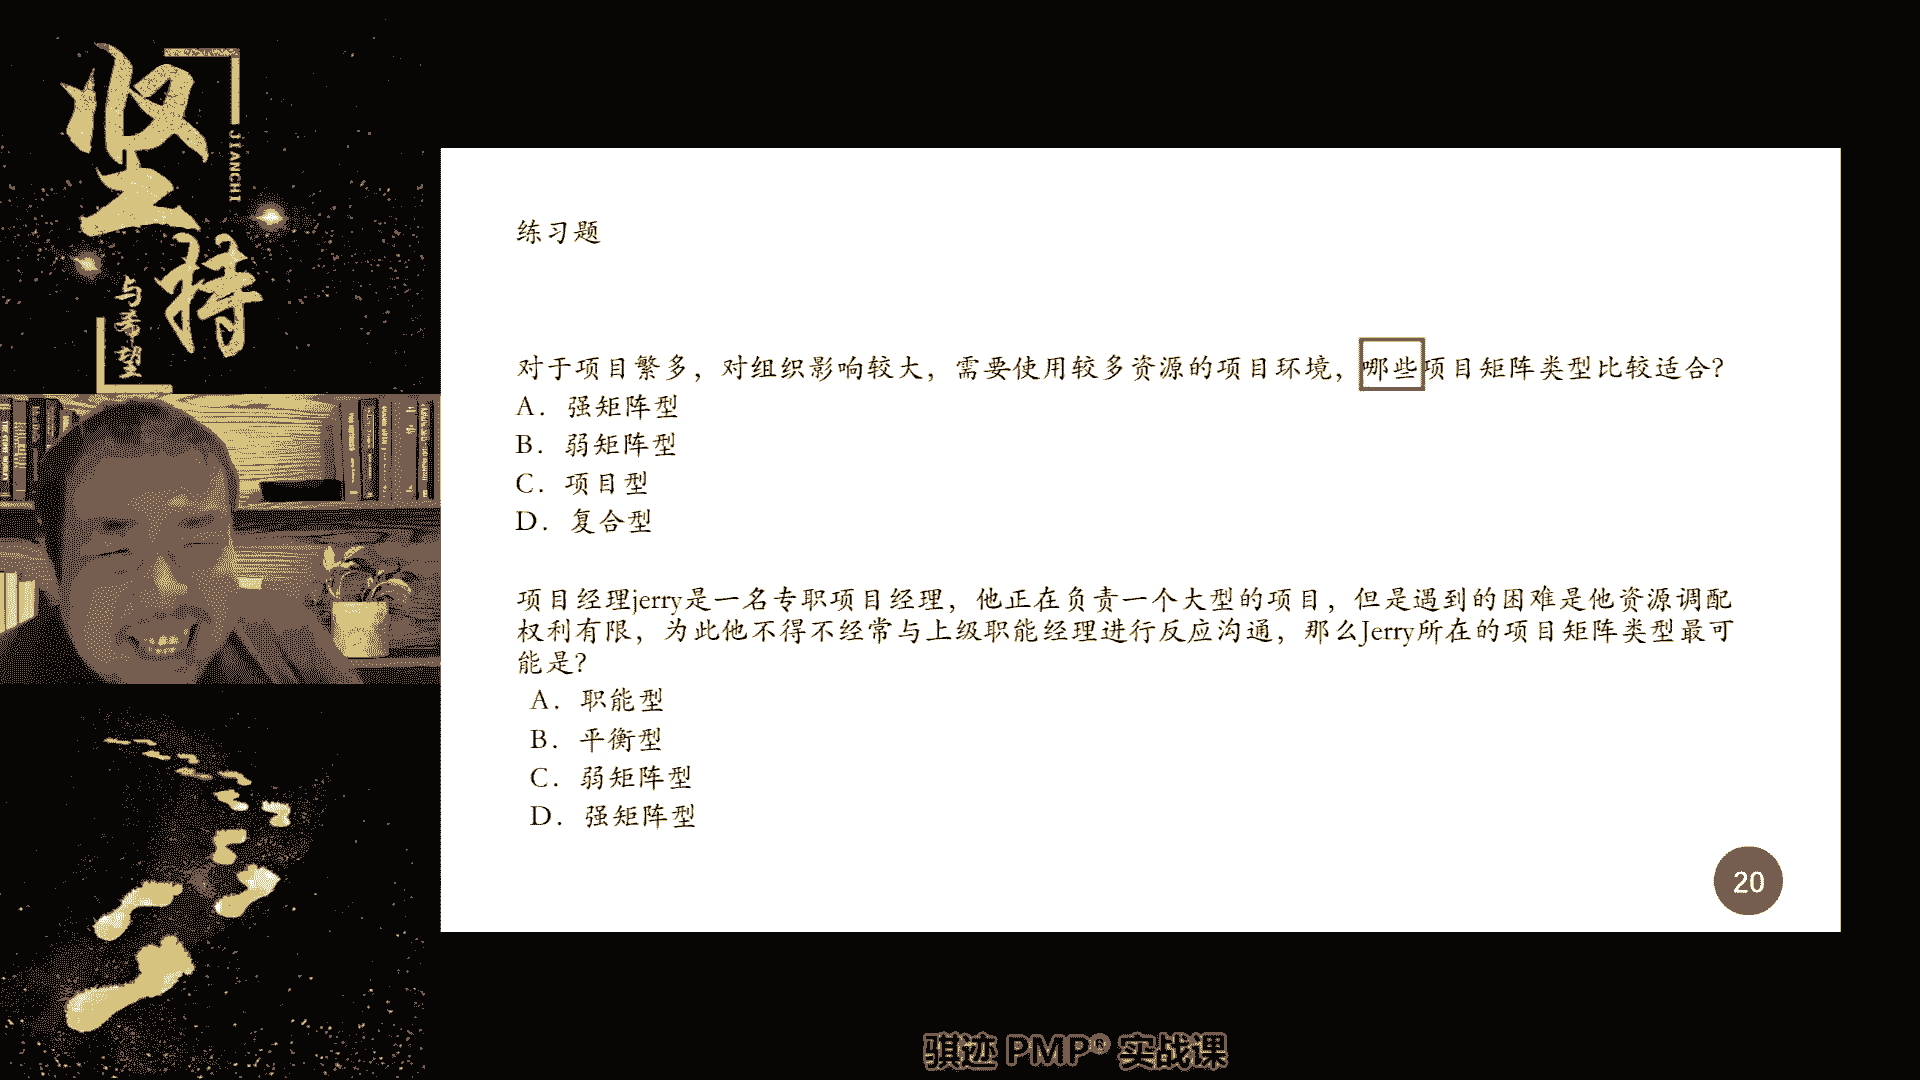 坚持
JIANCHI
与希望
练习题
对于项目繁多，对组织影响较大，需要使用较多资源的项目环境，哪些项目矩阵类型比较适合？
A． 强矩阵型
B． 弱矩阵型
C． 项目型
D． 复合型
项目经理jerry是一名专职项目经理，他正在负责一个大型的项目，但是遇到的困难是他资源调配
权利有限，为此他不得不经常与上级职能经理进行反应沟通，那么Jerry所在的项目矩阵类型最可
能是？
A． 职能型
B． 平衡型
C． 弱矩阵型
D． 强矩阵型
20
骐迹 PMP® 实战课